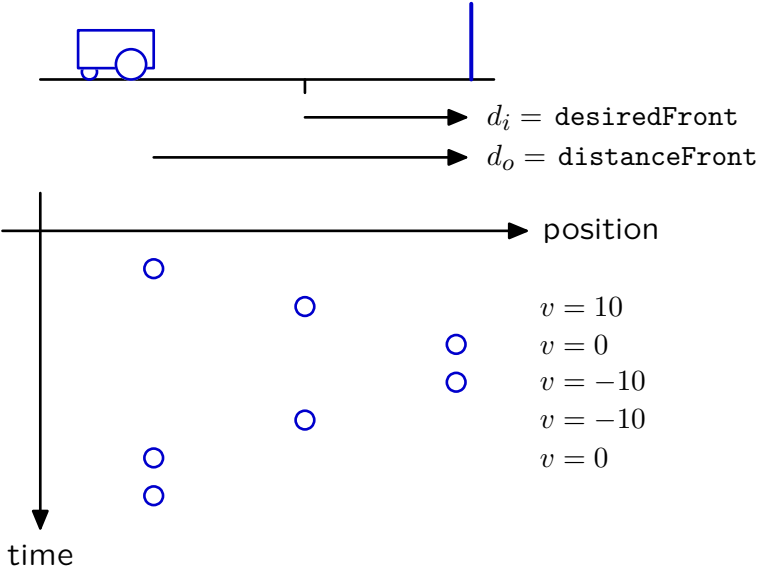 d_i = desiredFront
d_o = distanceFront
position
v = 10
v = 0
v = −10
v = −10
v = 0
time